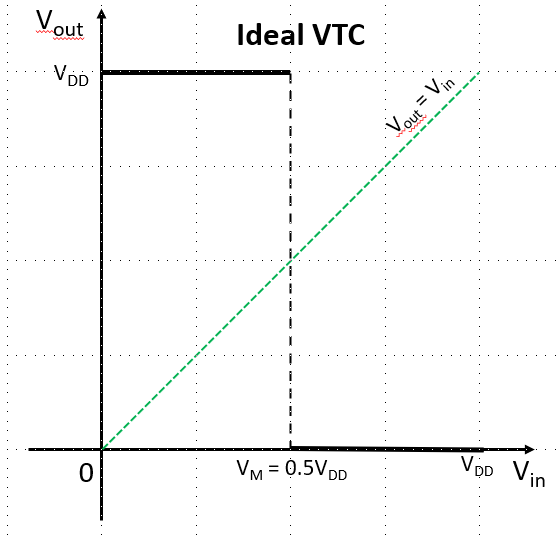 Vout
Ideal VTC
VDD
Vout = Vin
0
VM = 0.5VDD
VDD
Vin